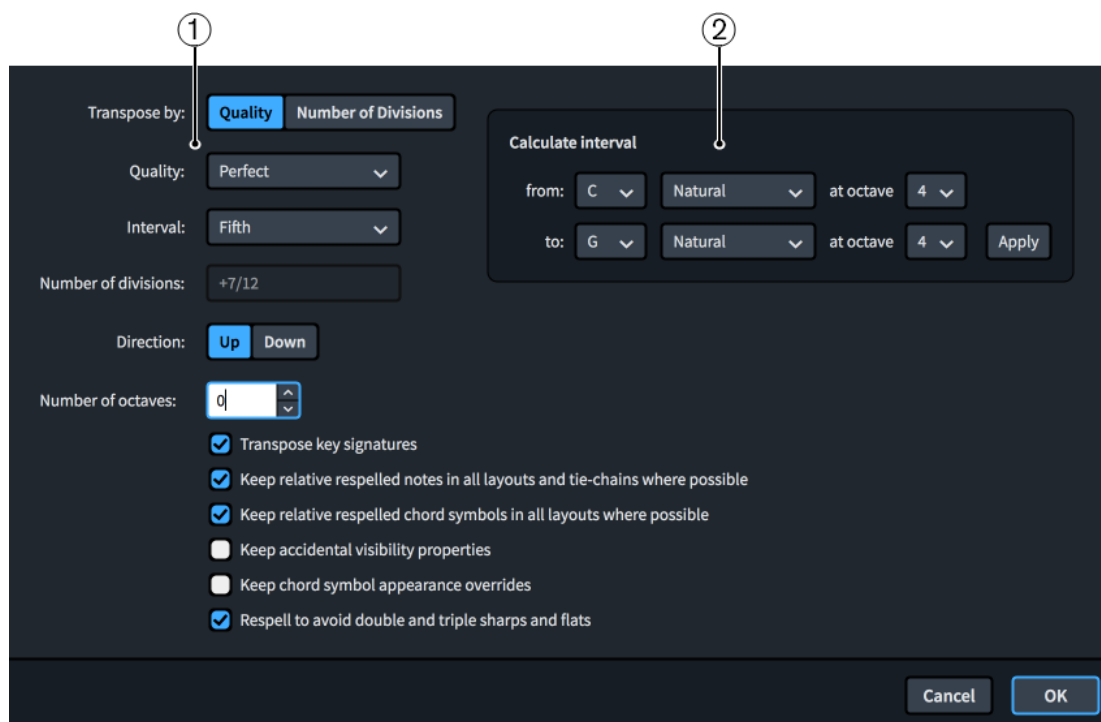 1 2
Transpose by: Quality Number of Divisions
Quality: Perfect
Interval: Fifth
Number of divisions: +7/12
Direction: Up Down
Number of octaves: 0
Transpose key signatures
Keep relative respelled notes in all layouts and tie-chains where possible
Keep relative respelled chord symbols in all layouts where possible
Keep accidental visibility properties
Keep chord symbol appearance overrides
Respell to avoid double and triple sharps and flats
Calculate interval
from: C Natural at octave 4
to: G Natural at octave 4 Apply
Cancel OK